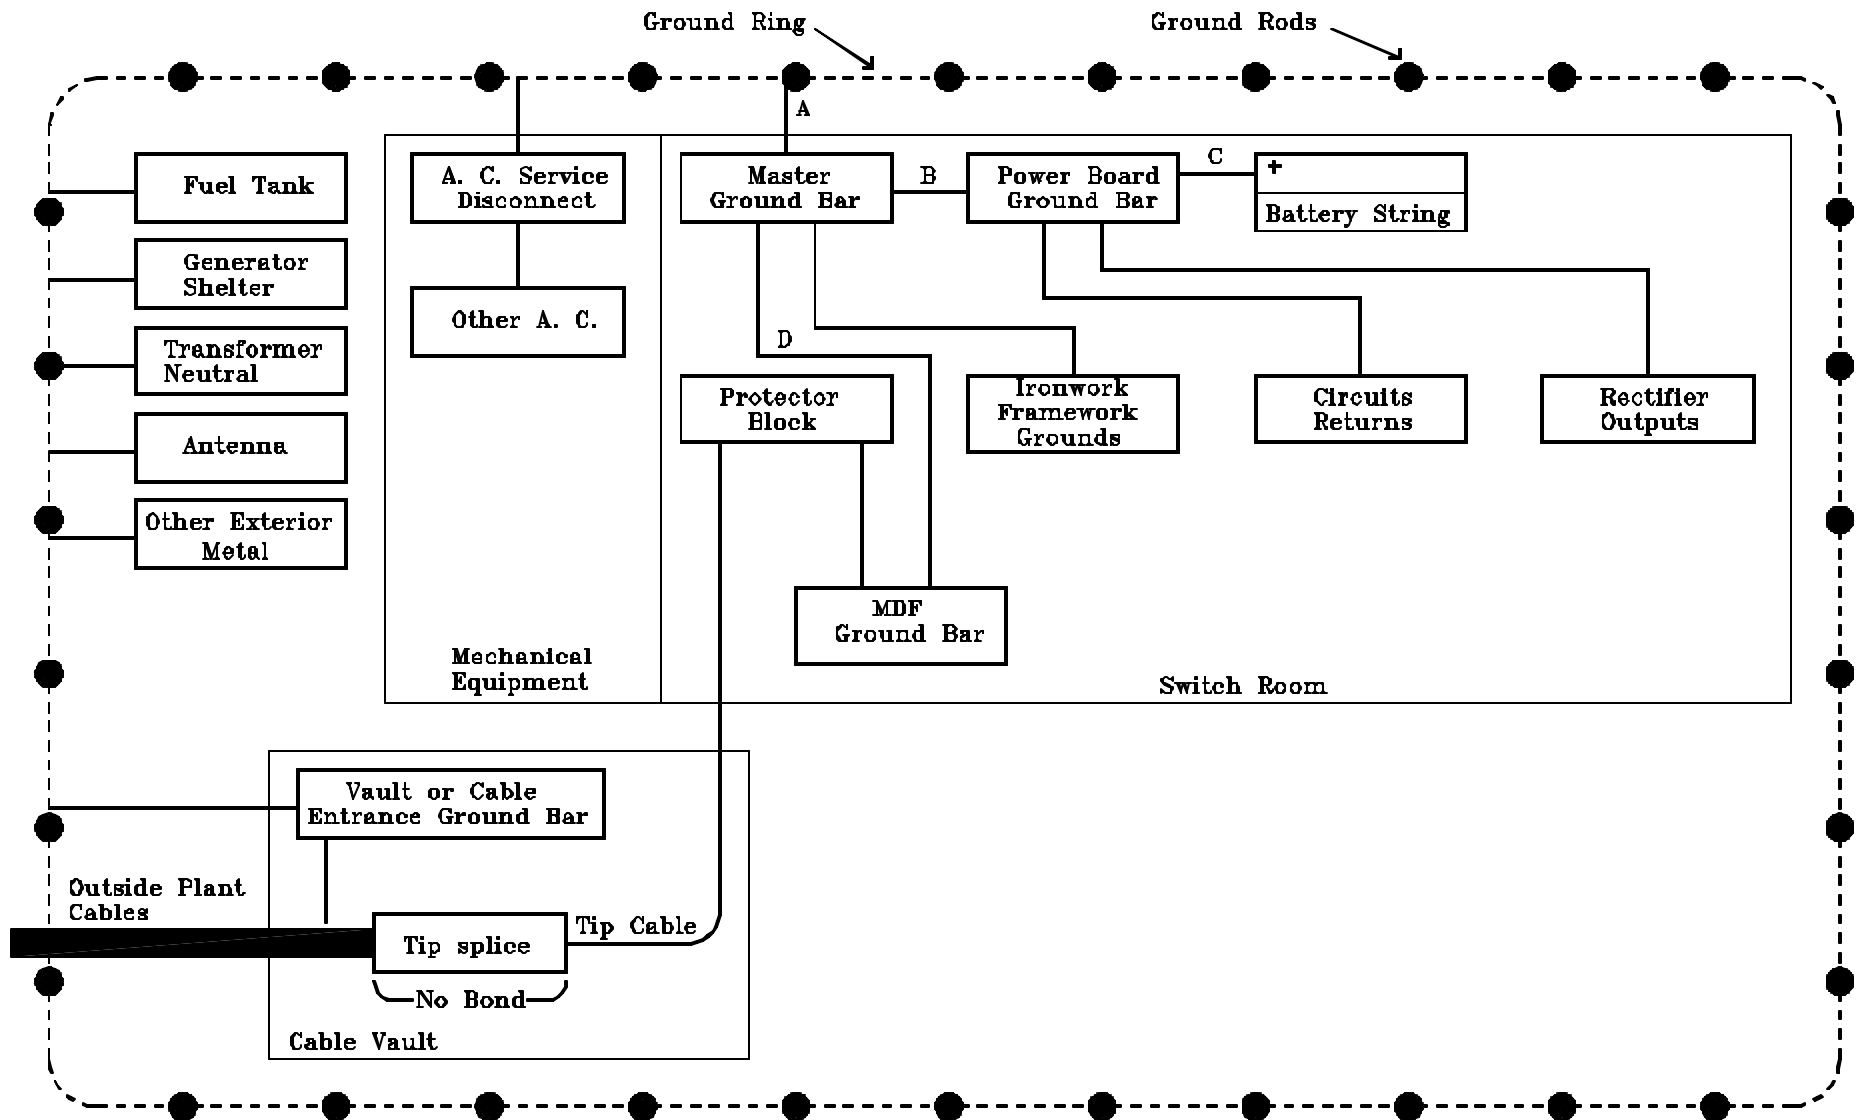 Ground Ring
Ground Rods
A
Fuel Tank
A. C. Service
Disconnect
Master
Ground Bar
B
Power Board
Ground Bar
C
+
Battery String
Generator
Shelter
Other A. C.
Transformer
Neutral
D
Antenna
Protector
Block
Ironwork
Framework
Grounds
Circuits
Returns
Rectifier
Outputs
Other Exterior
Metal
MDF
Ground Bar
Mechanical
Equipment
Switch Room
Vault or Cable
Entrance Ground Bar
Outside Plant
Cables
Tip splice
Tip Cable
No Bond
Cable Vault